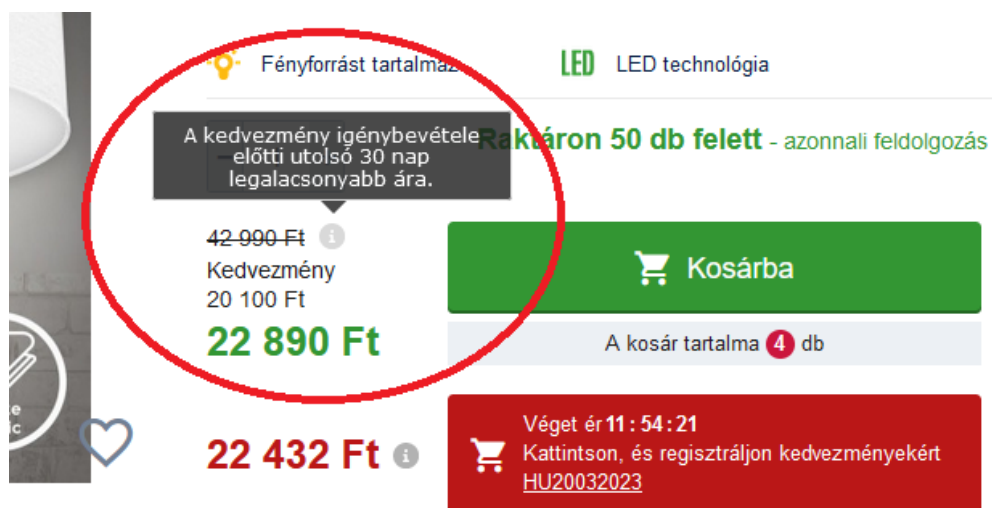 Fényforrást tartalmaz
LED LED technológia
A kedvezmény igénybevétele
előtti utolsó 30 nap
legalacsonyabb ára.
Raktáron 50 db felett - azonnali feldolgozás
42 990 Ft
Kedvezmény
20 100 Ft
22 890 Ft
Kosárba
A kosár tartalma 4 db
22 432 Ft
Véget ér 11 : 54 : 21
Kattintson, és regisztráljon kedvezményekért
HU20032023